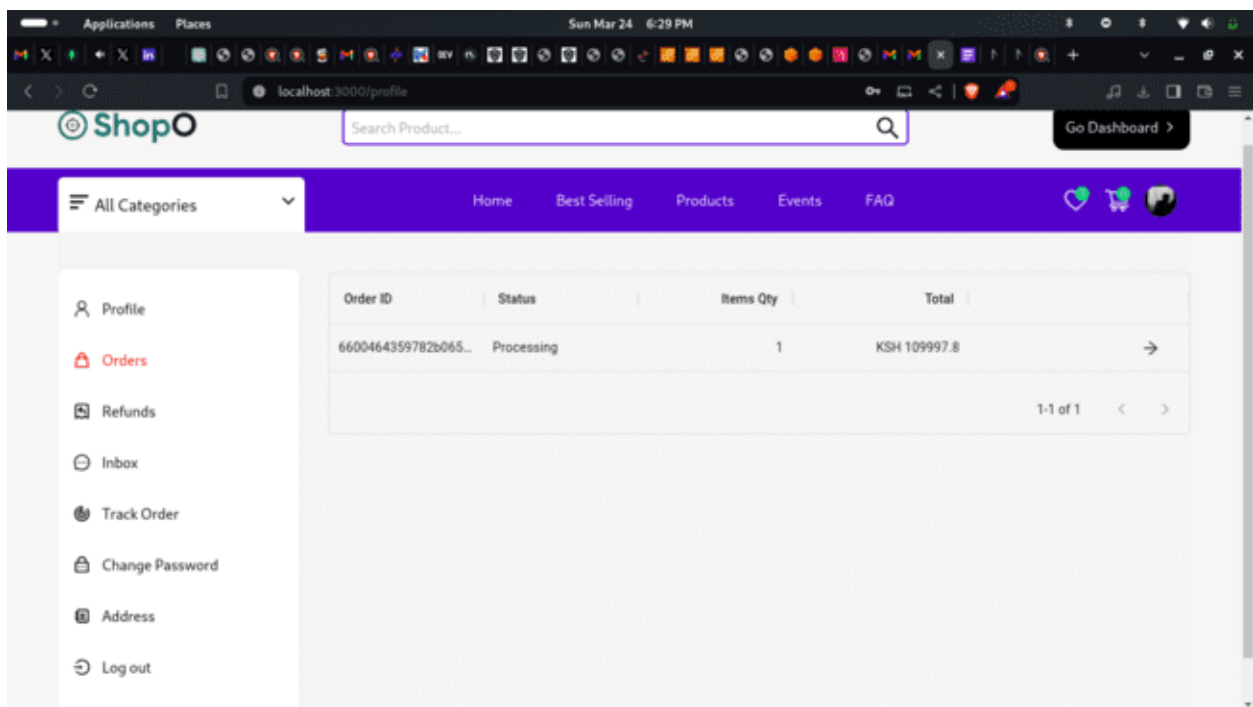 Applications Places Sun Mar 24 6:29 PM
localhost:3000/profile
ShopO Search Product... Go Dashboard >
All Categories Home Best Selling Products Events FAQ
Order ID Status Items Qty Total
Profile
6600464359782b065... Processing 1 KSH 109997.8
Orders
1-1 of 1
Refunds
Inbox
Track Order
Change Password
Address
Log out